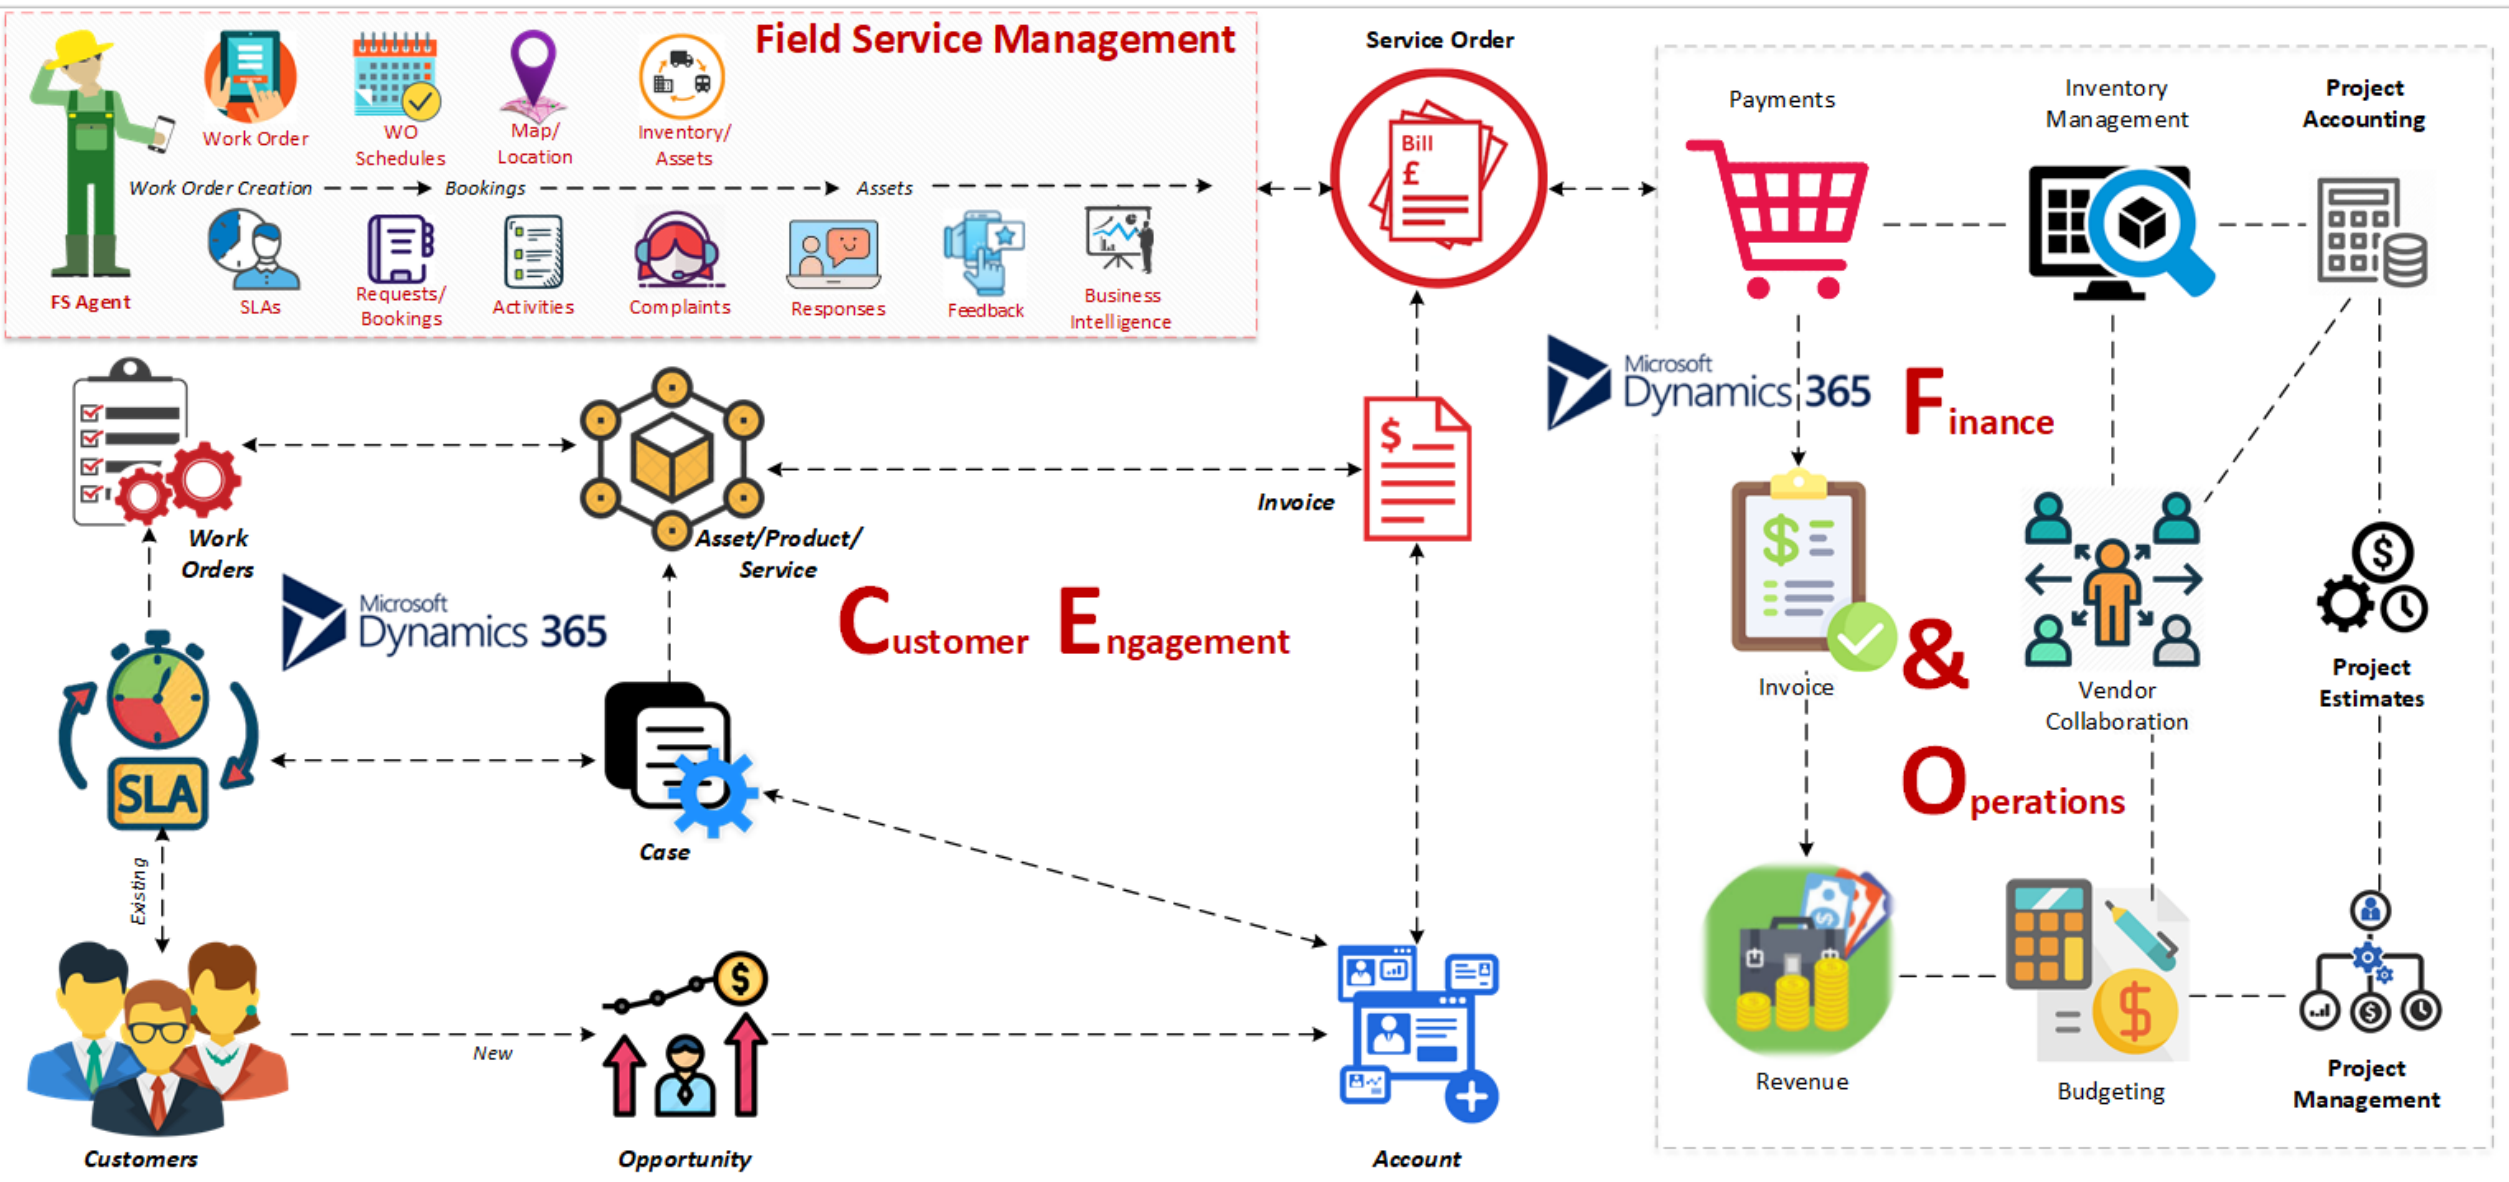 Field Service Management
Work Order
WO
Schedules
Map/
Location
Inventory/
Assets
Work Order Creation
Bookings
Assets
FS Agent
SLAs
Requests/
Bookings
Activities
Complaints
Responses
Feedback
Business
Intelligence
Service Order
Bill
£
Payments
Inventory
Management
Project
Accounting
Microsoft
Dynamics 365
Finance
&
Operations
$
Invoice
Vendor
Collaboration
$
Project
Estimates
Revenue
$
Budgeting
$
Project
Management
Work
Orders
Asset/Product/
Service
$
Invoice
Microsoft
Dynamics 365
Customer Engagement
SLA
Case
Existing
New
$
Customers
Opportunity
Account